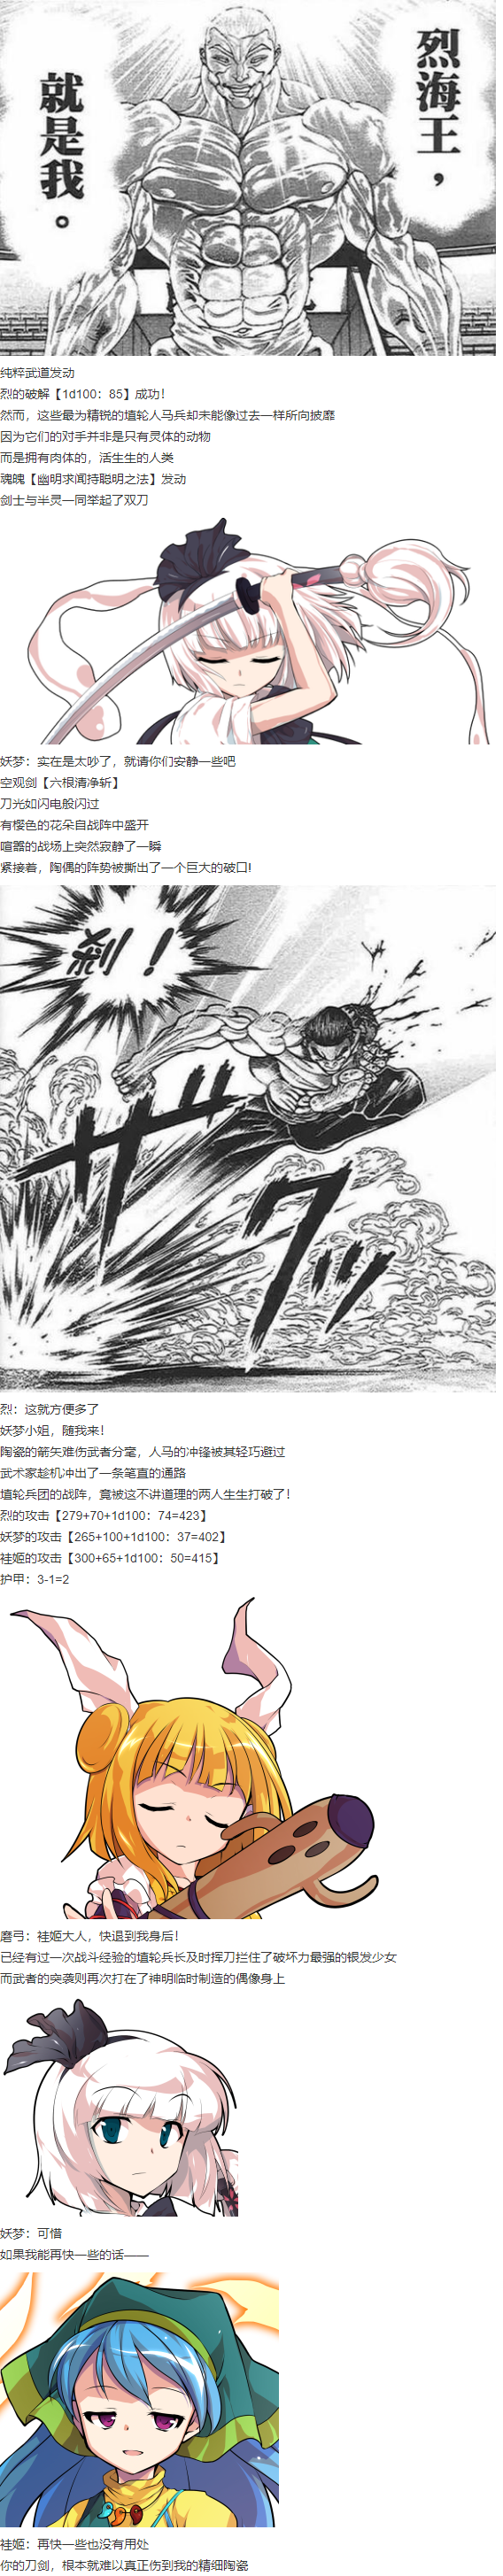 烈海王，
就是我。
纯粹武道发动
烈的破解【1d100：85】成功！
然而，这些最为精锐的埴轮人马兵却未能像过去一样所向披靡
因为它们的对手并非是只有灵体的动物
而是拥有肉体的，活生生的人类
魂魄【幽明求闻持聪明之法】发动
剑士与半灵一同举起了双刀
妖梦：实在是太吵了，就请你们安静一些吧
空观剑【六根清净斩】
刀光如闪电般闪过
有樱色的花朵自战阵中盛开
喧嚣的战场上突然寂静了一瞬
紧接着，陶偶的阵势被撕出了一个巨大的破口!
刹！
ザクッ
烈：这就方便多了
妖梦小姐，随我来！
陶瓷的箭矢难伤武者分毫，人马的冲锋被其轻巧避过
武术家趁机冲出了一条笔直的通路
埴轮兵团的战阵，竟被这不讲道理的两人生生打破了！
烈的攻击【279+70+1d100：74=423】
妖梦的攻击【265+100+1d100：37=402】
袿姬的攻击【300+65+1d100：50=415】
护甲：3-1=2
磨弓：袿姬大人，快退到我身后！
已经有过一次战斗经验的埴轮兵长及时挥刀拦住了破坏力最强的银发少女
而武者的突袭则再次打在了神明临时制造的偶像身上
妖梦：可惜
如果我能再快一些的话——
袿姬：再快一些也没有用处
你的刀剑，根本就难以真正伤到我的精细陶瓷